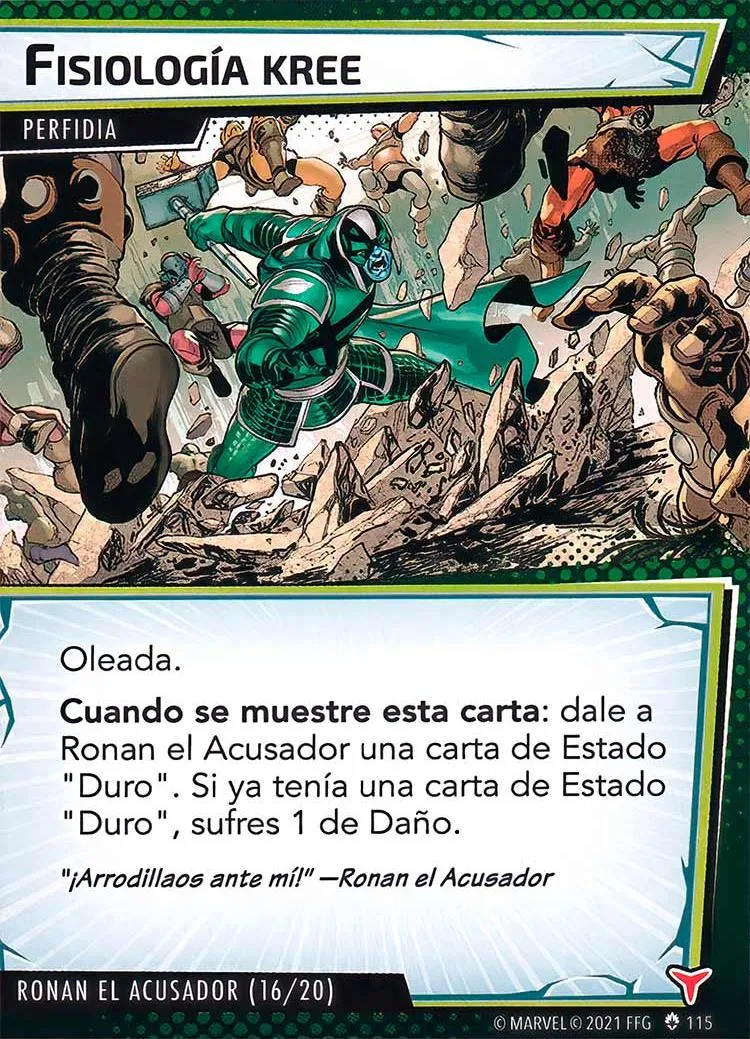 FISIOLOGÍA KREE
PERFIDIA
Oleada.
Cuando se muestre esta carta: dale a
Ronan el Acusador una carta de Estado
"Duro". Si ya tenía una carta de Estado
"Duro", sufres 1 de Daño.
"¡Arrodillaos ante mí!" —Ronan el Acusador
RONAN EL ACUSADOR (16/20)
© MARVEL © 2021 FFG 115